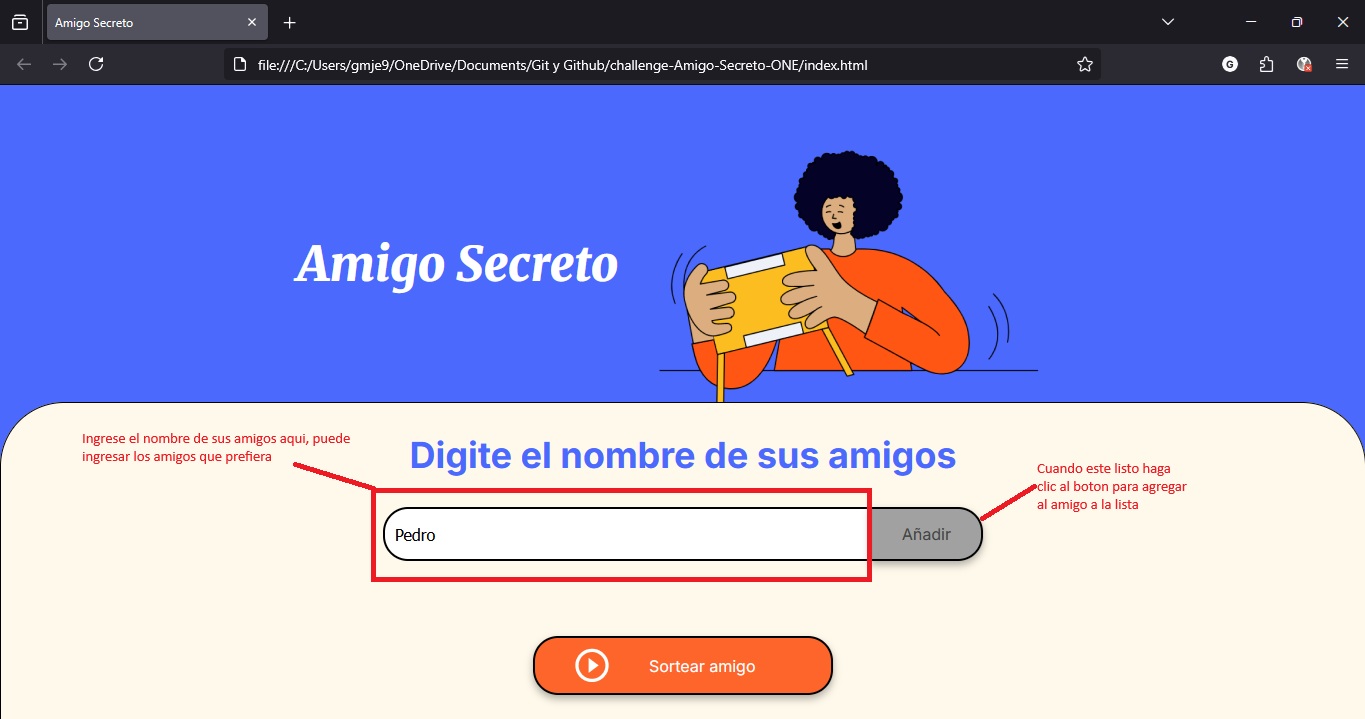 Amigo Secreto
file:///C:/Users/gmje9/OneDrive/Documents/Git y Github/challenge-Amigo-Secreto-ONE/index.html
G
Amigo Secreto
Ingrese el nombre de sus amigos aqui, puede
ingresar los amigos que prefiera
Digite el nombre de sus amigos
Cuando este listo haga
clic al boton para agregar
al amigo a la lista
Pedro
Añadir
Sortear amigo